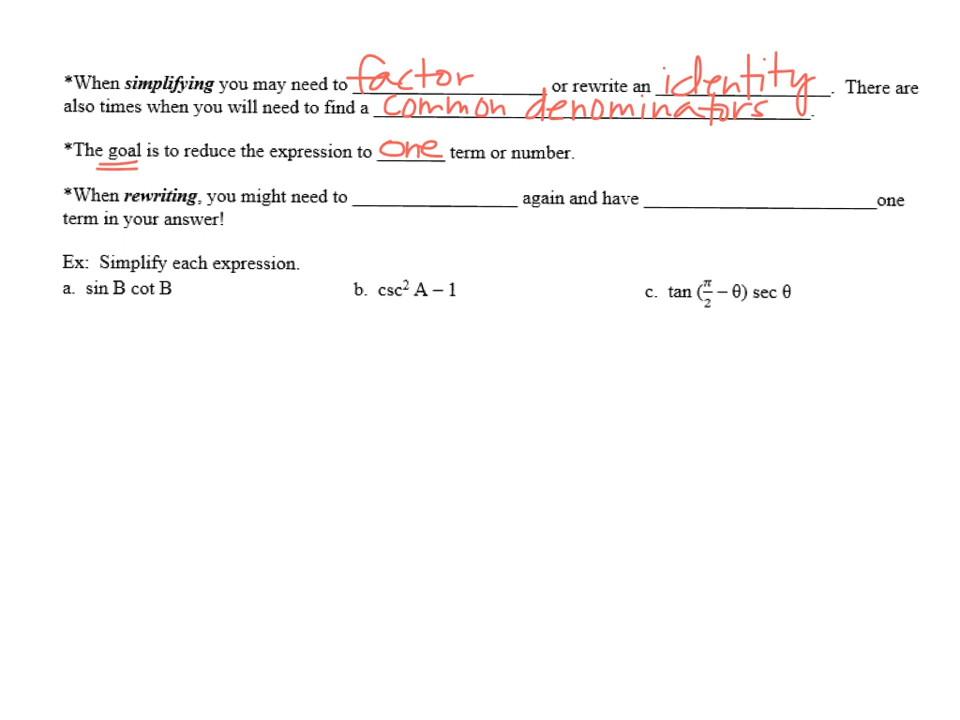 *When simplifying you may need to factor, or rewrite an identity. There are
also times when you will need to find a common denominators.
*The goal is to reduce the expression to one term or number.
*When rewriting, you might need to ____________ again and have ____________ one
term in your answer!
Ex: Simplify each expression.
a. sin B cot B b. csc² A – 1 c. tan (π/2 – θ) sec θ